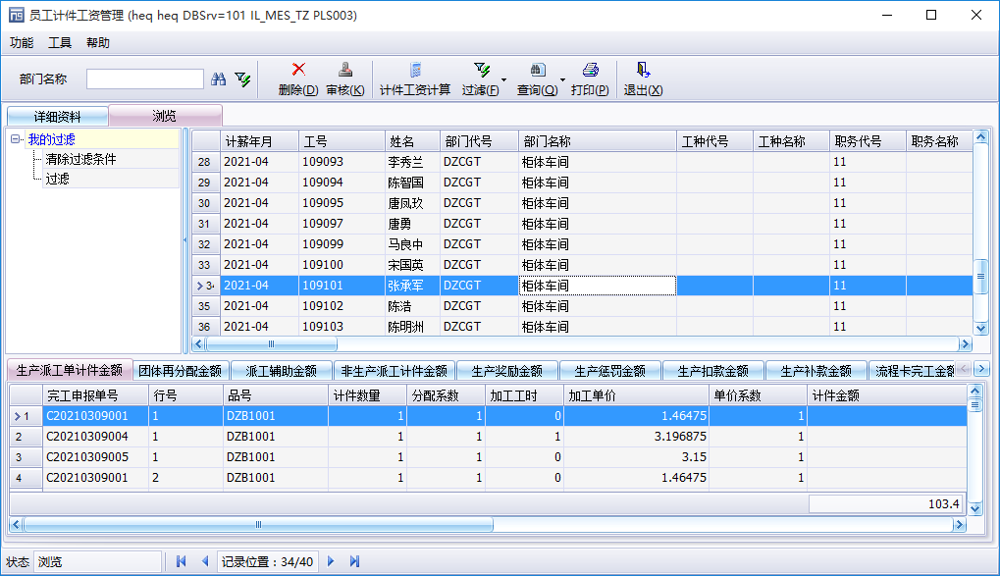 员工计件工资管理 (heq heq DBSrv=101 IL_MES_TZ PLS003)
功能 工具 帮助
部门名称 删除(D) 审核(K) 计件工资计算 过滤(F) 查询(Q) 打印(P) 退出(X)
详细资料 浏览
我的过滤
清除过滤条件
过滤
计薪年月 工号 姓名 部门代号 部门名称 工种代号 工种名称 职务代号 职务名称
28 2021-04 109093 李秀兰 DZCGT 柜体车间 11
29 2021-04 109094 陈智国 DZCGT 柜体车间 11
30 2021-04 109095 唐凤玖 DZCGT 柜体车间 11
31 2021-04 109097 唐勇 DZCGT 柜体车间 11
32 2021-04 109099 马良中 DZCGT 柜体车间 11
33 2021-04 109100 宋国英 DZCGT 柜体车间 11
2021-04 109101 张承军 DZCGT 柜体车间 11
35 2021-04 109102 陈浩 DZCGT 柜体车间 11
36 2021-04 109103 陈明洲 DZCGT 柜体车间 11
生产派工单计件金额 团体再分配金额 派工辅助金额 非生产派工计件金额 生产奖励金额 生产惩罚金额 生产扣款金额 生产补款金额 流程卡完工金额
完工申报单号 行号 品号 计件数量 分配系数 加工工时 加工单价 单价系数 计件金额
1 C20210309001 1 DZB1001 1 1 0 1.46475 1
2 C20210309004 1 DZB1001 1 1 1 3.196875 1
3 C20210309005 1 DZB1001 1 1 0 3.15 1
4 C20210309001 2 DZB1001 1 1 0 1.46475 1
103.4
状态 浏览 记录位置：34/40